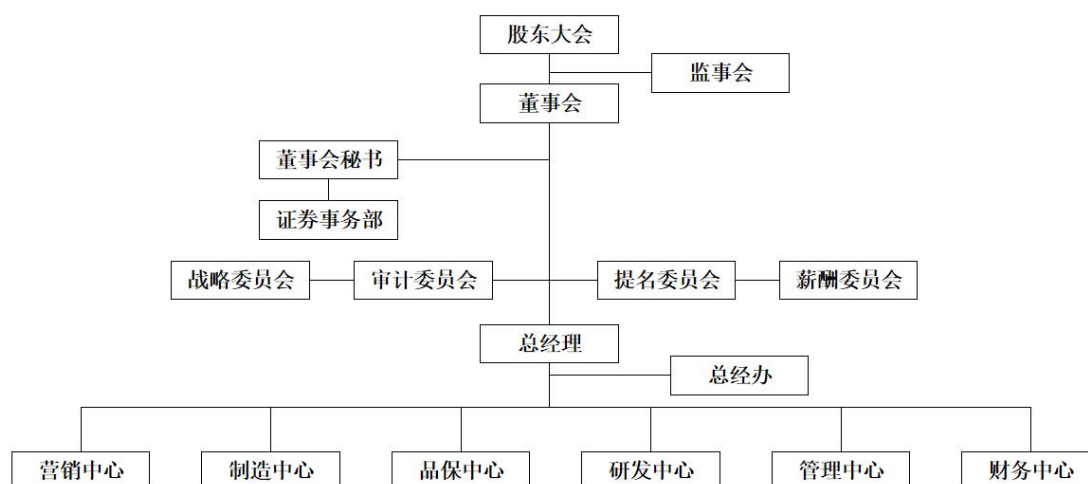 股东大会
监事会
董事会
董事会秘书
证券事务部
战略委员会 审计委员会 提名委员会 薪酬委员会
总经理
总经办
营销中心 制造中心 品保中心 研发中心 管理中心 财务中心